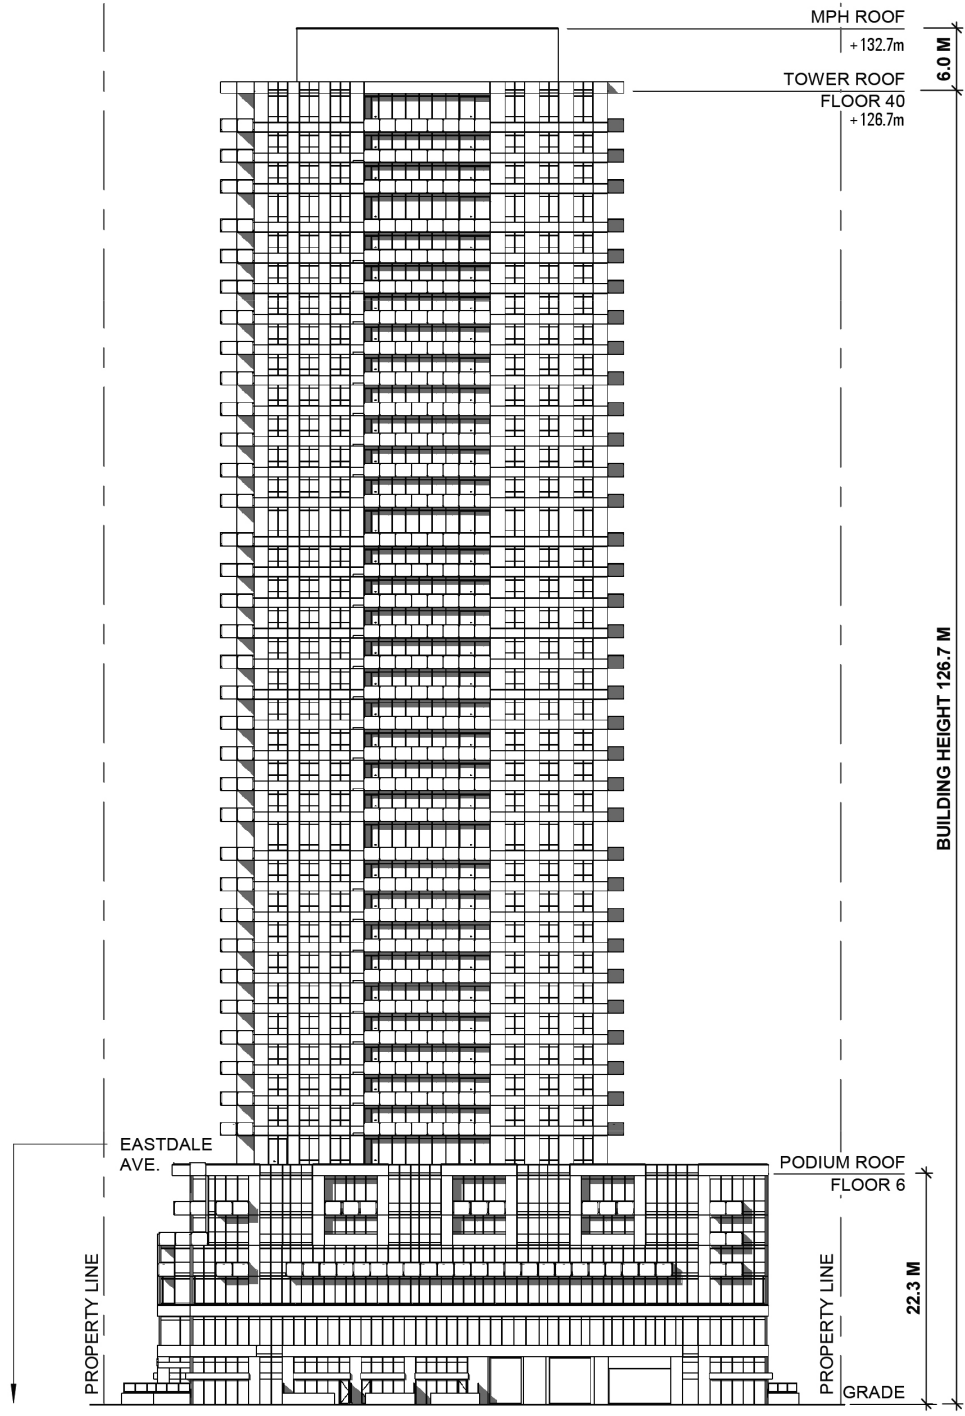 MPH ROOF
+132.7m
6.0 M
TOWER ROOF
FLOOR 40
+126.7m
BUILDING HEIGHT 126.7 M
EASTDALE
AVE.
PODIUM ROOF
FLOOR 6
22.3 M
PROPERTY LINE
PROPERTY LINE
GRADE